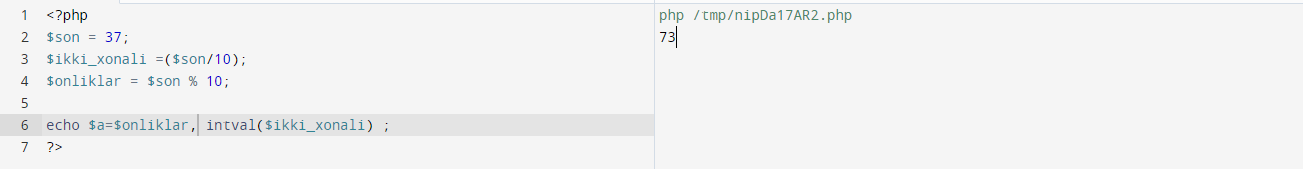 1 <?php
2 $son = 37;
3 $ikki_xonali =($son/10);
4 $onliklar = $son % 10;
5
6 echo $a=$onliklar, intval($ikki_xonali) ;
7 ?>
php /tmp/nipDa17AR2.php
73